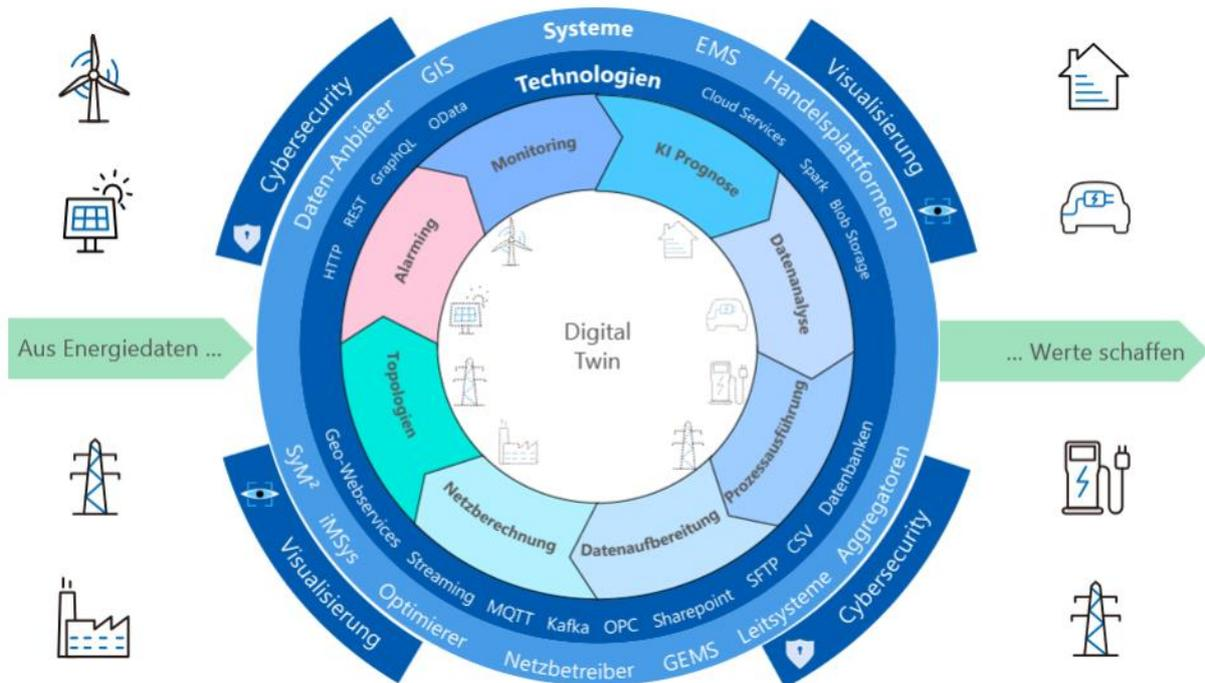 Systeme
EMS
Handelsplattformen
Aggregatoren
Leitsysteme
GEMS
Netzbetreiber
Optimierer
iMSys
SyM²
Daten-Anbieter
GIS
Technologien
Cloud Services
Spark
Blob Storage
Datenbanken
CSV
SFTP
Sharepoint
OPC
Kafka
MQTT
Streaming
Geo-Webservices
HTTP
REST
GraphQL
OData
Cybersecurity
Visualisierung
Cybersecurity
Visualisierung
Monitoring
KI Prognose
Datenanalyse
Prozessausführung
Datenaufbereitung
Netzberechnung
Topologien
Alarming
Digital
Twin
Aus Energiedaten ...
... Werte schaffen